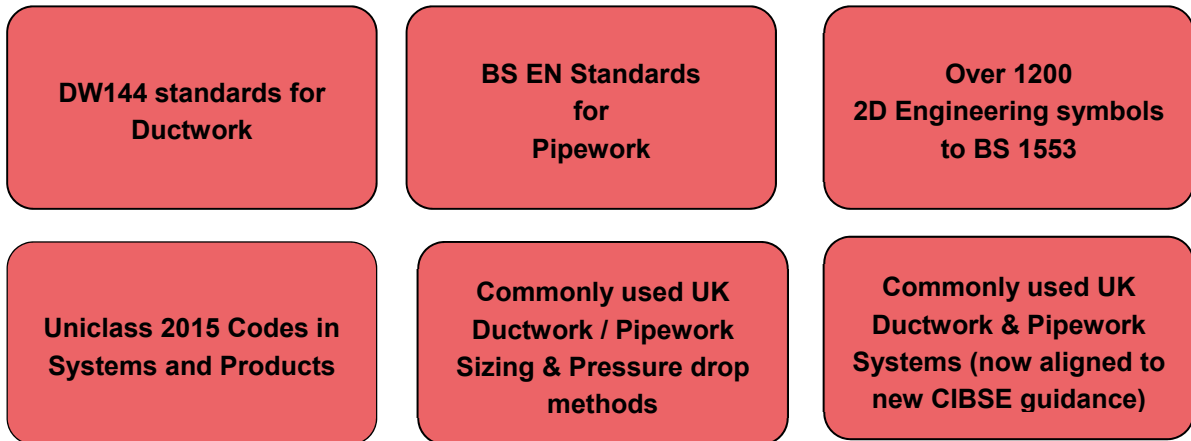 DW144 standards for
Ductwork
BS EN Standards
for
Pipework
Over 1200
2D Engineering symbols
to BS 1553
Uniclass 2015 Codes in
Systems and Products
Commonly used UK
Ductwork / Pipework
Sizing & Pressure drop
methods
Commonly used UK
Ductwork & Pipework
Systems (now aligned to
new CIBSE guidance)